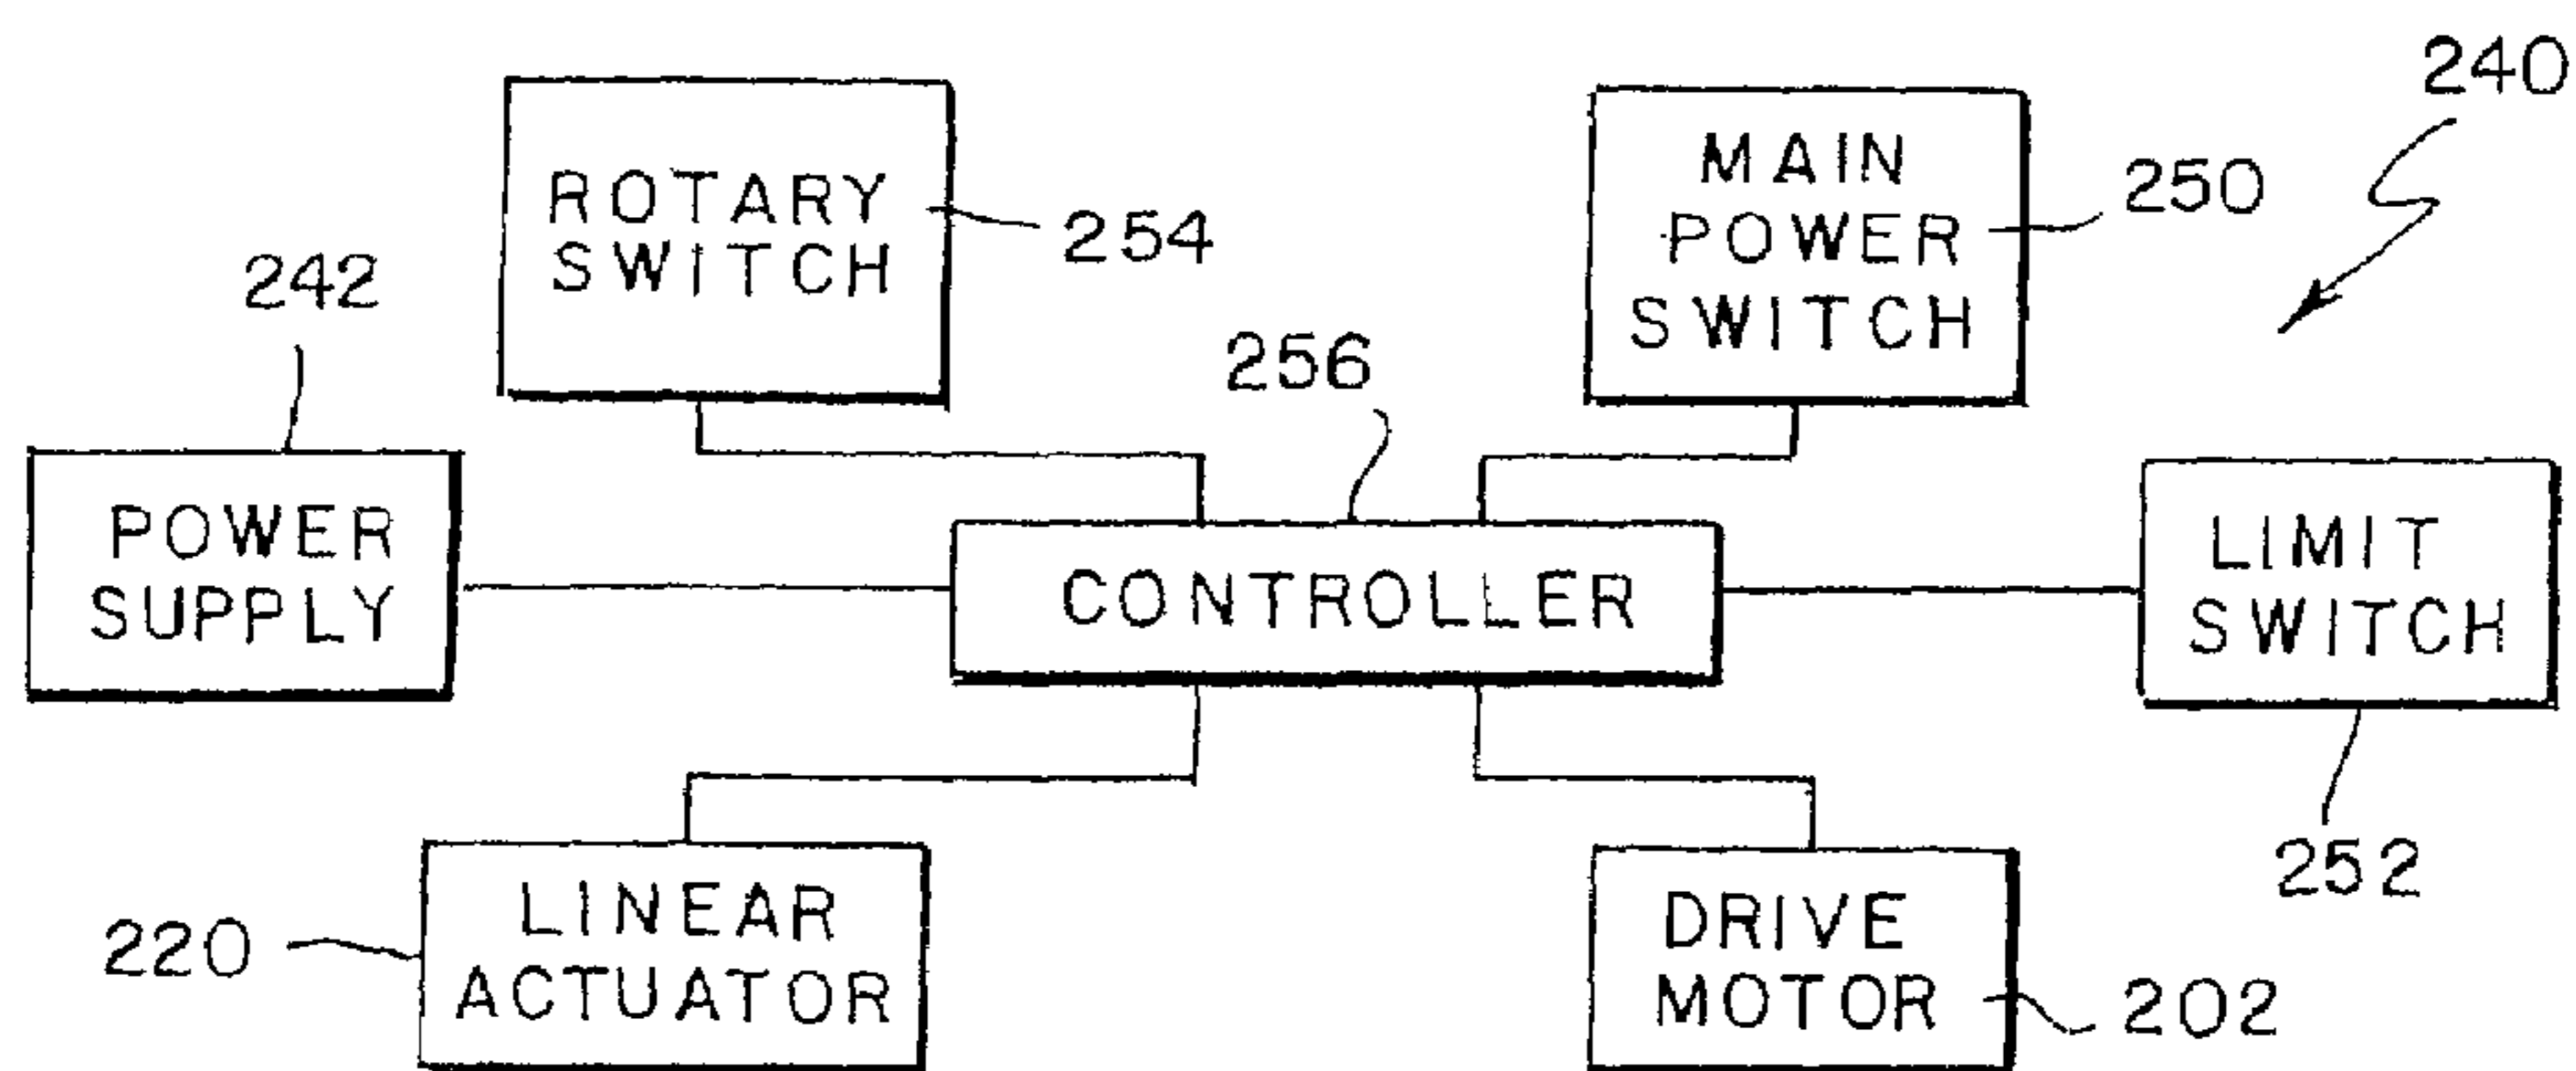 240
ROTARY
SWITCH
254
MAIN
POWER
SWITCH
250
242
256
POWER
SUPPLY
CONTROLLER
LIMIT
SWITCH
252
220
LINEAR
ACTUATOR
DRIVE
MOTOR
202